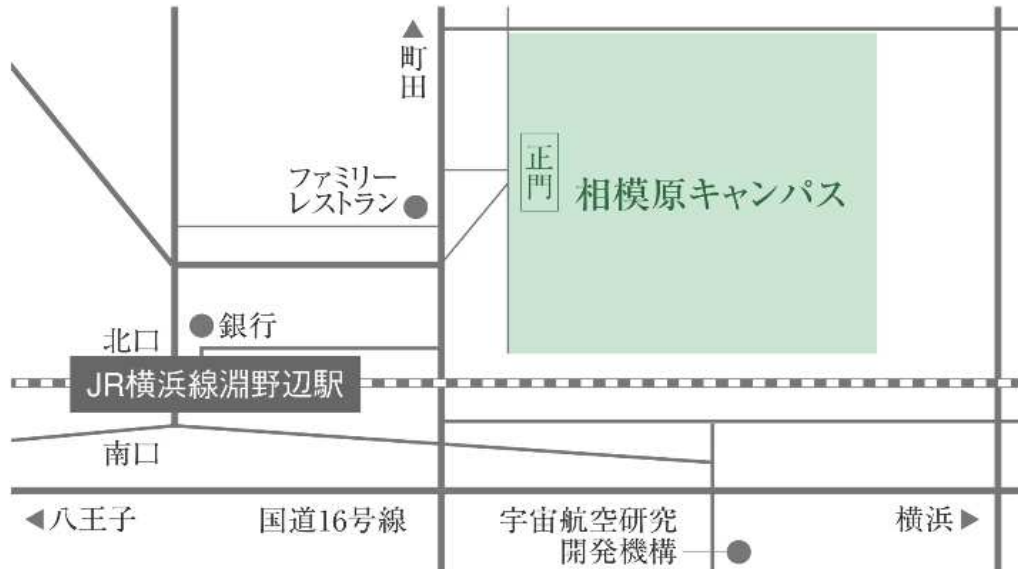 ▲
町田
正門
相模原キャンパス
ファミリー
レストラン
銀行
北口
JR横浜線淵野辺駅
南口
◀八王子
国道16号線
宇宙航空研究
開発機構
横浜▶